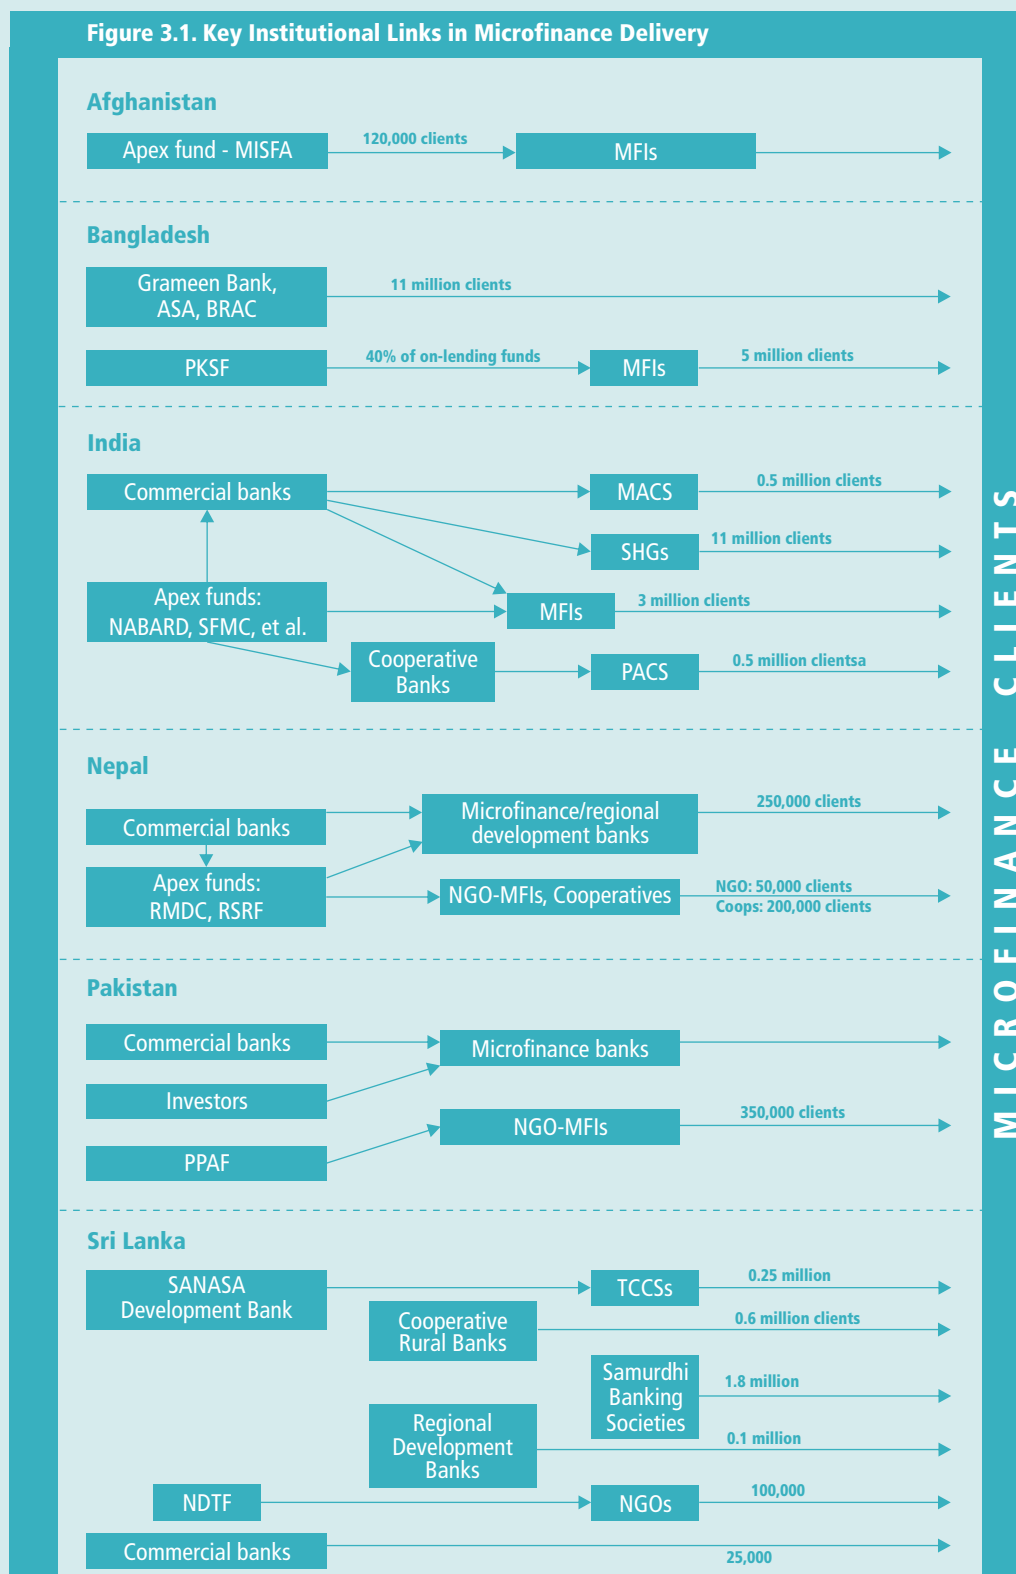 Figure 3.1. Key Institutional Links in Microfinance Delivery
Afghanistan
Apex fund - MISFA
120,000 clients
MFIs
Bangladesh
Grameen Bank,
ASA, BRAC
11 million clients
PKSF
40% of on-lending funds
MFIs
5 million clients
India
Commercial banks
MACS
0.5 million clients
SHGs
11 million clients
Apex funds:
NABARD, SFMC, et al.
MFIs
3 million clients
Cooperative
Banks
PACS
0.5 million clientsa
Nepal
Commercial banks
Microfinance/regional
development banks
250,000 clients
Apex funds:
RMDC, RSRF
NGO-MFIs, Cooperatives
NGO: 50,000 clients
Coops: 200,000 clients
Pakistan
Commercial banks
Microfinance banks
Investors
NGO-MFIs
350,000 clients
PPAF
Sri Lanka
SANASA
Development Bank
TCCSs
0.25 million
Cooperative
Rural Banks
0.6 million clients
Samurdhi
Banking
Societies
1.8 million
Regional
Development
Banks
0.1 million
NDTF
NGOs
100,000
Commercial banks
25,000
MICROFINANCE CLIENTS